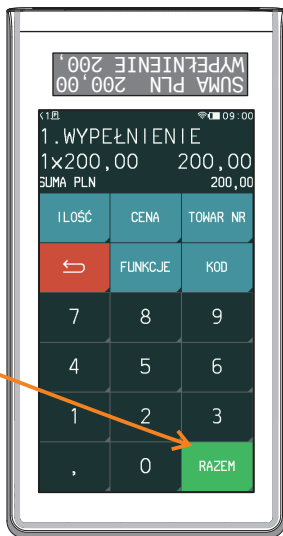 SUMA PLN 200,00
WYPEŁNIENIE 200,
1 09:00
1.WYPEŁNIENIE
1x200,00 200,00
SUMA PLN 200,00
ILOŚĆ CENA TOWAR NR
FUNKCJE KOD
7 8 9
4 5 6
1 2 3
, 0 RAZEM